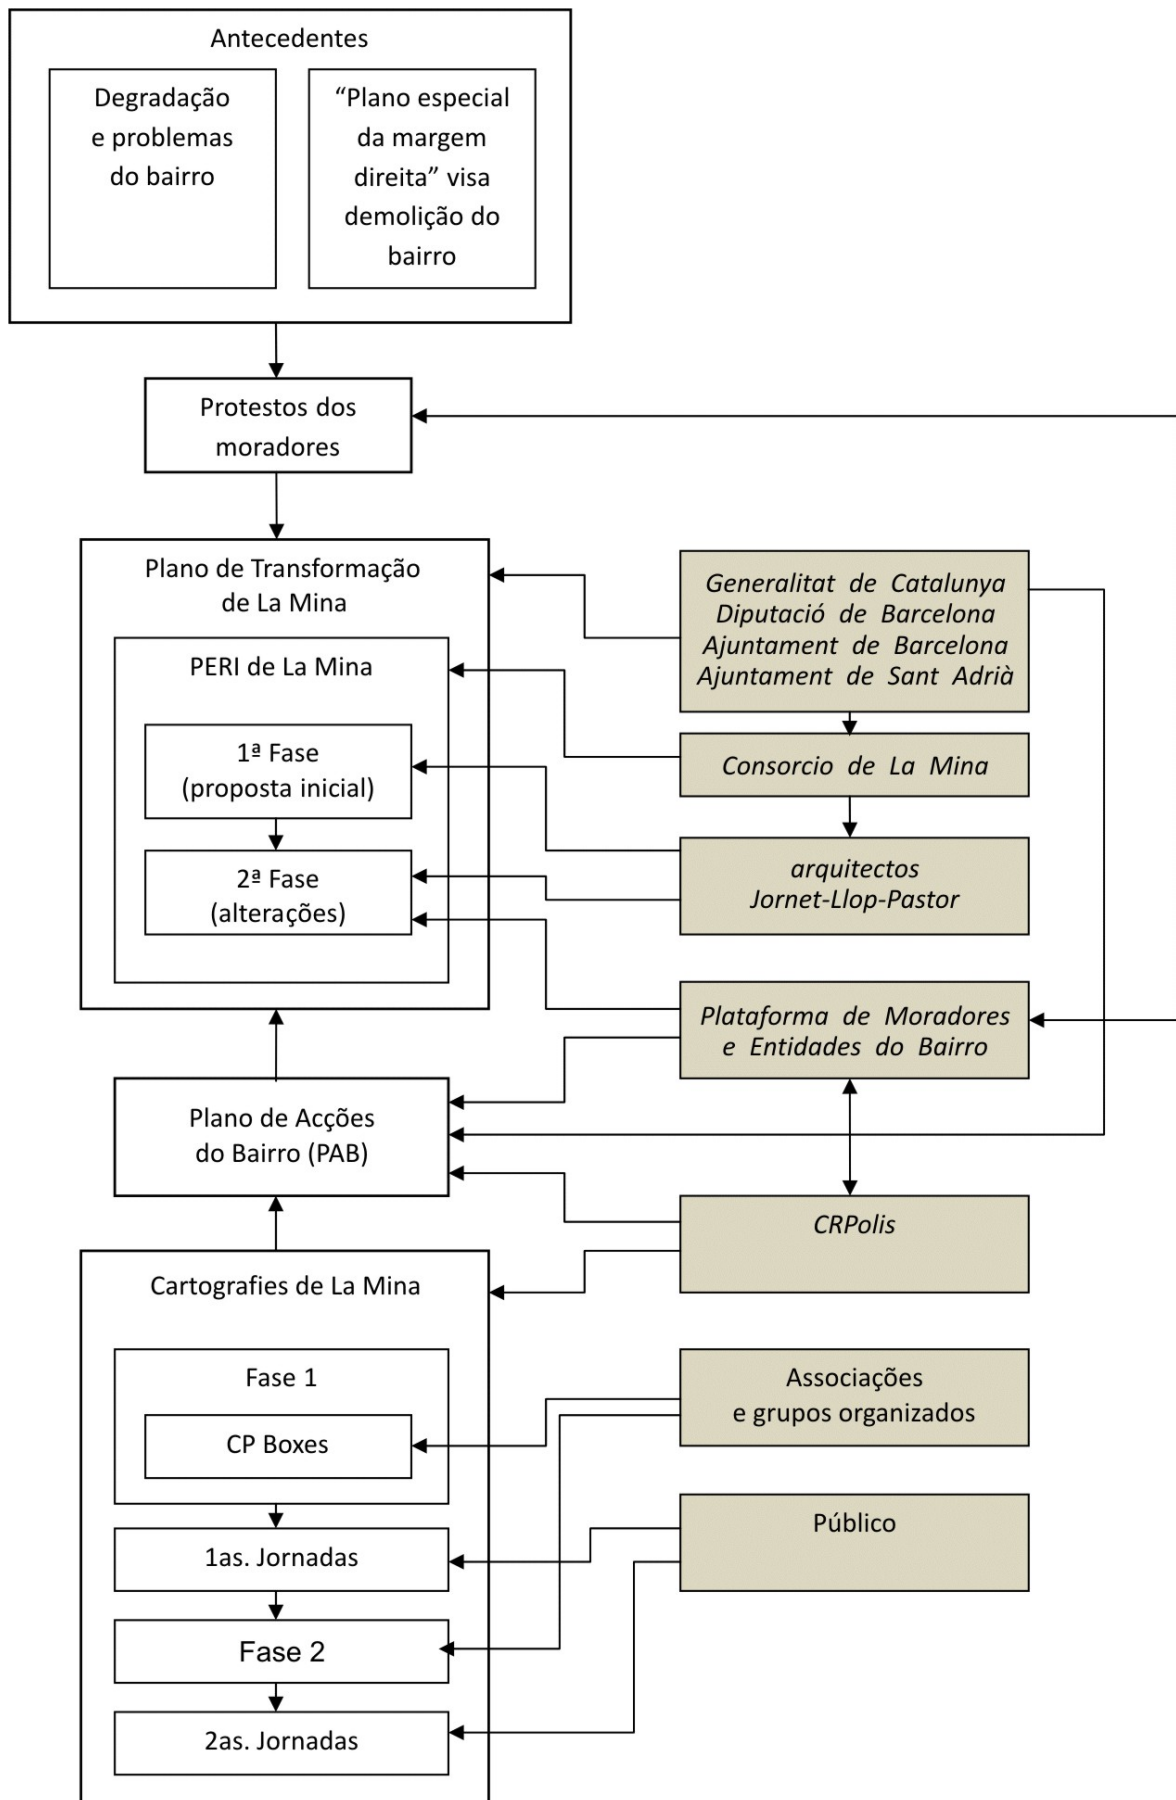 Antecedentes
Degradação
e problemas
do bairro
“Plano especial
da margem
direita” visa
demolição do
bairro
Protestos dos
moradores
Plano de Transformação
de La Mina
PERI de La Mina
1ª Fase
(proposta inicial)
2ª Fase
(alterações)
Generalitat de Catalunya
Diputació de Barcelona
Ajuntament de Barcelona
Ajuntament de Sant Adrià
Consorcio de La Mina
arquitectos
Jornet-Llop-Pastor
Plataforma de Moradores
e Entidades do Bairro
Plano de Acções
do Bairro (PAB)
CRPolis
Cartografies de La Mina
Fase 1
CP Boxes
Associações
e grupos organizados
Público
1as. Jornadas
Fase 2
2as. Jornadas